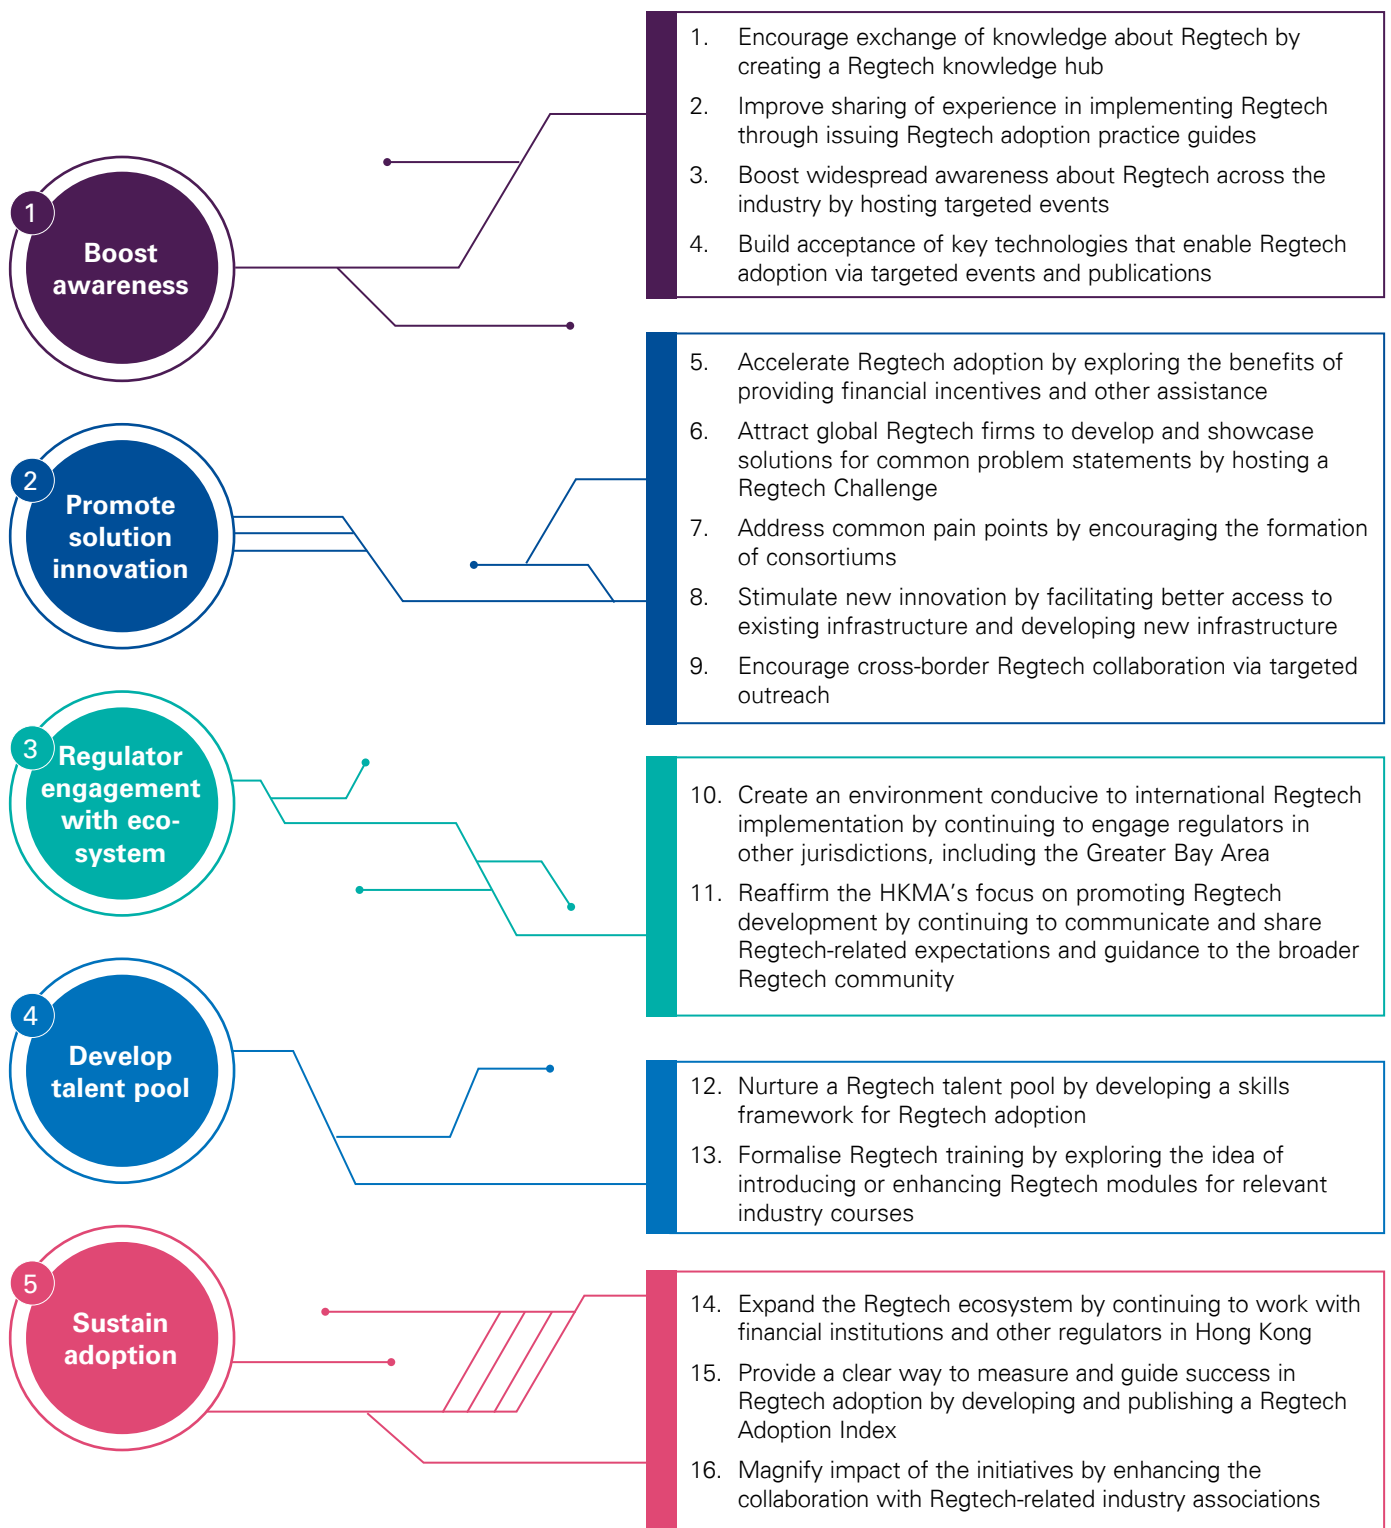 1
Boost
awareness
1. Encourage exchange of knowledge about Regtech by
creating a Regtech knowledge hub
2. Improve sharing of experience in implementing Regtech
through issuing Regtech adoption practice guides
3. Boost widespread awareness about Regtech across the
industry by hosting targeted events
4. Build acceptance of key technologies that enable Regtech
adoption via targeted events and publications
2
Promote
solution
innovation
5. Accelerate Regtech adoption by exploring the benefits of
providing financial incentives and other assistance
6. Attract global Regtech firms to develop and showcase
solutions for common problem statements by hosting a
Regtech Challenge
7. Address common pain points by encouraging the formation
of consortiums
8. Stimulate new innovation by facilitating better access to
existing infrastructure and developing new infrastructure
9. Encourage cross-border Regtech collaboration via targeted
outreach
3
Regulator
engagement
with eco-
system
10. Create an environment conducive to international Regtech
implementation by continuing to engage regulators in
other jurisdictions, including the Greater Bay Area
11. Reaffirm the HKMA's focus on promoting Regtech
development by continuing to communicate and share
Regtech-related expectations and guidance to the broader
Regtech community
4
Develop
talent pool
12. Nurture a Regtech talent pool by developing a skills
framework for Regtech adoption
13. Formalise Regtech training by exploring the idea of
introducing or enhancing Regtech modules for relevant
industry courses
5
Sustain
adoption
14. Expand the Regtech ecosystem by continuing to work with
financial institutions and other regulators in Hong Kong
15. Provide a clear way to measure and guide success in
Regtech adoption by developing and publishing a Regtech
Adoption Index
16. Magnify impact of the initiatives by enhancing the
collaboration with Regtech-related industry associations